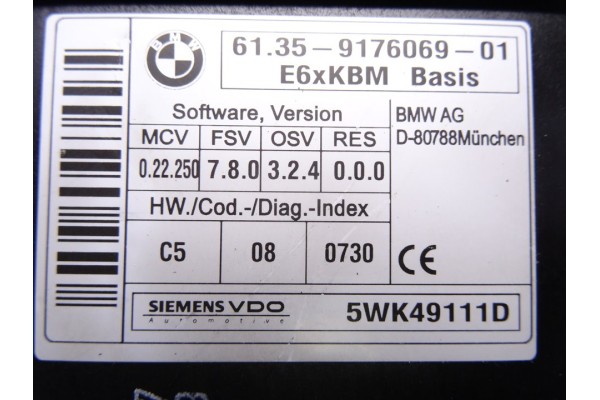 BMW
61.35-9176069-01
E6xKBM Basis
Software, Version
MCV FSV OSV RES
0.22.250 7.8.0 3.2.4 0.0.0
HW./Cod.-/Diag.-Index
C5 08 0730
BMW AG
D-80788München
CE
SIEMENS VDO
Automotive
5WK49111D